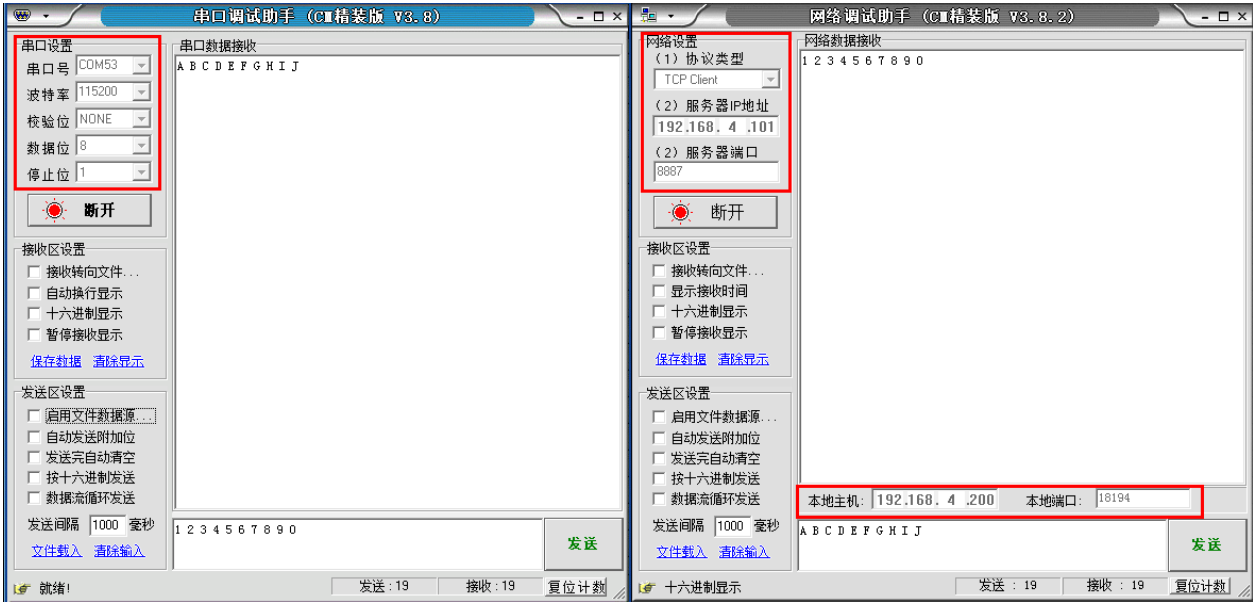 串口调试助手（CM精装版 V3.8）
串口设置
串口号 COM53
波特率 115200
校验位 NONE
数据位 8
停止位 1
断开
接收区设置
接收转向文件...
自动换行显示
十六进制显示
暂停接收显示
保存数据 清除显示
发送区设置
启用文件数据源...
自动发送附加位
发送完自动清空
按十六进制发送
数据流循环发送
发送间隔 1000 毫秒
文件载入 清除输入
串口数据接收
A B C D E F G H I J
1 2 3 4 5 6 7 8 9 0
发送
就绪!
发送:19
接收:19
复位计数
网络调试助手（CM精装版 V3.8.2）
网络设置
（1）协议类型
TCP Client
（2）服务器IP地址
192.168. 4 .101
（2）服务器端口
8887
断开
接收区设置
接收转向文件...
显示接收时间
十六进制显示
暂停接收显示
保存数据 清除显示
发送区设置
启用文件数据源...
自动发送附加位
发送完自动清空
按十六进制发送
数据流循环发送
发送间隔 1000 毫秒
文件载入 清除输入
网络数据接收
1 2 3 4 5 6 7 8 9 0
本地主机: 192.168. 4 .200 本地端口: 18194
A B C D E F G H I J
发送
十六进制显示
发送 : 19
接收 : 19
复位计数